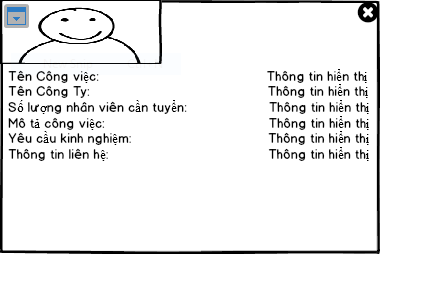 Tên Công việc: Thông tin hiển thị
Tên Công Ty: Thông tin hiển thị
Số lượng nhân viên cần tuyển: Thông tin hiển thị
Mô tả công việc: Thông tin hiển thị
Yêu cầu kinh nghiệm: Thông tin hiển thị
Thông tin liên hệ: Thông tin hiển thị